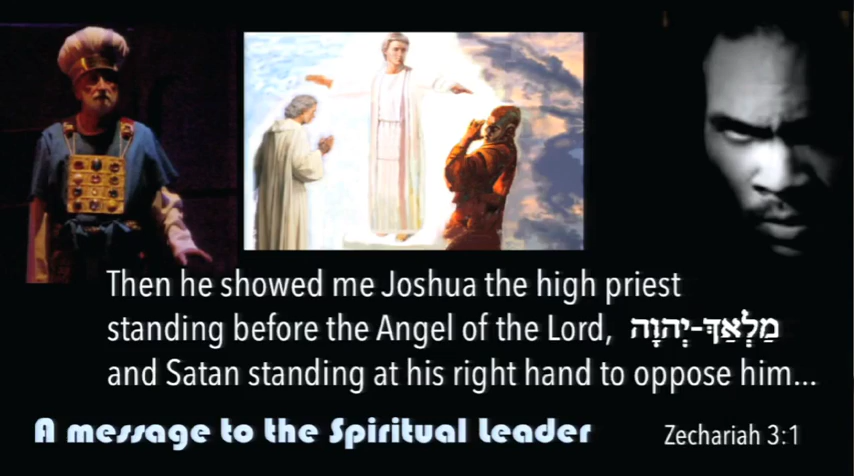 Then he showed me Joshua the high priest
standing before the Angel of the Lord, מַלְאַךְ-יְהוָה
and Satan standing at his right hand to oppose him...
A message to the Spiritual Leader
Zechariah 3:1